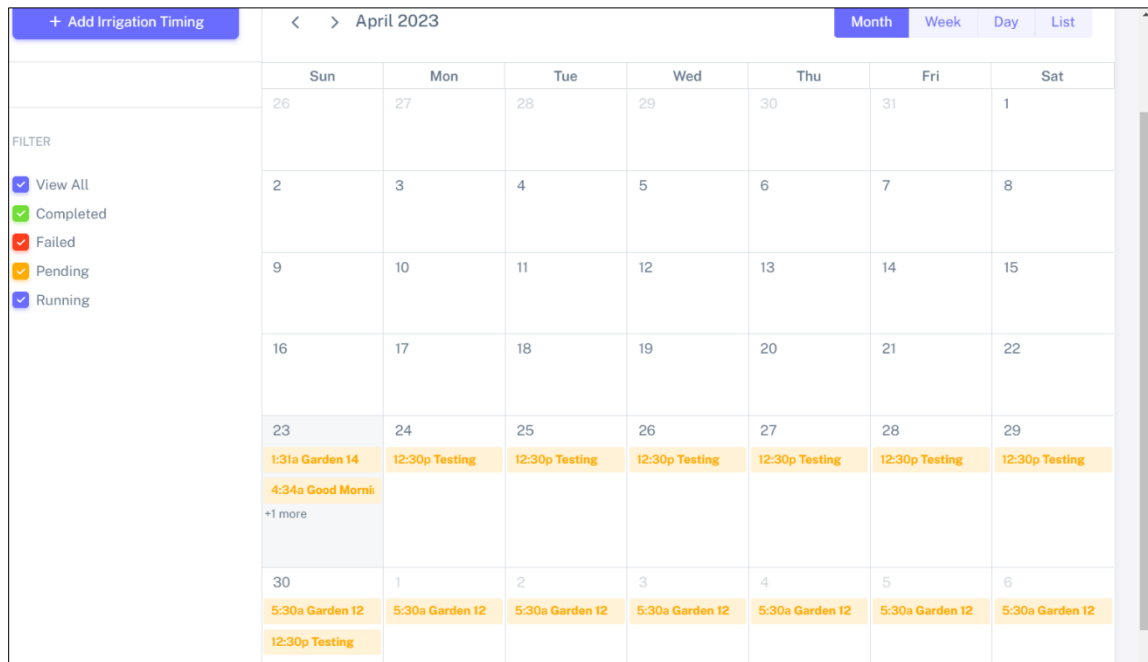 + Add Irrigation Timing
< > April 2023
Month Week Day List
Sun Mon Tue Wed Thu Fri Sat
26 27 28 29 30 31 1
FILTER
View All
Completed
Failed
Pending
Running
2 3 4 5 6 7 8
9 10 11 12 13 14 15
16 17 18 19 20 21 22
23 24 25 26 27 28 29
1:31a Garden 14 12:30p Testing 12:30p Testing 12:30p Testing 12:30p Testing 12:30p Testing 12:30p Testing
4:34a Good Morni
+1 more
30 1 2 3 4 5 6
5:30a Garden 12 5:30a Garden 12 5:30a Garden 12 5:30a Garden 12 5:30a Garden 12 5:30a Garden 12 5:30a Garden 12
12:30p Testing